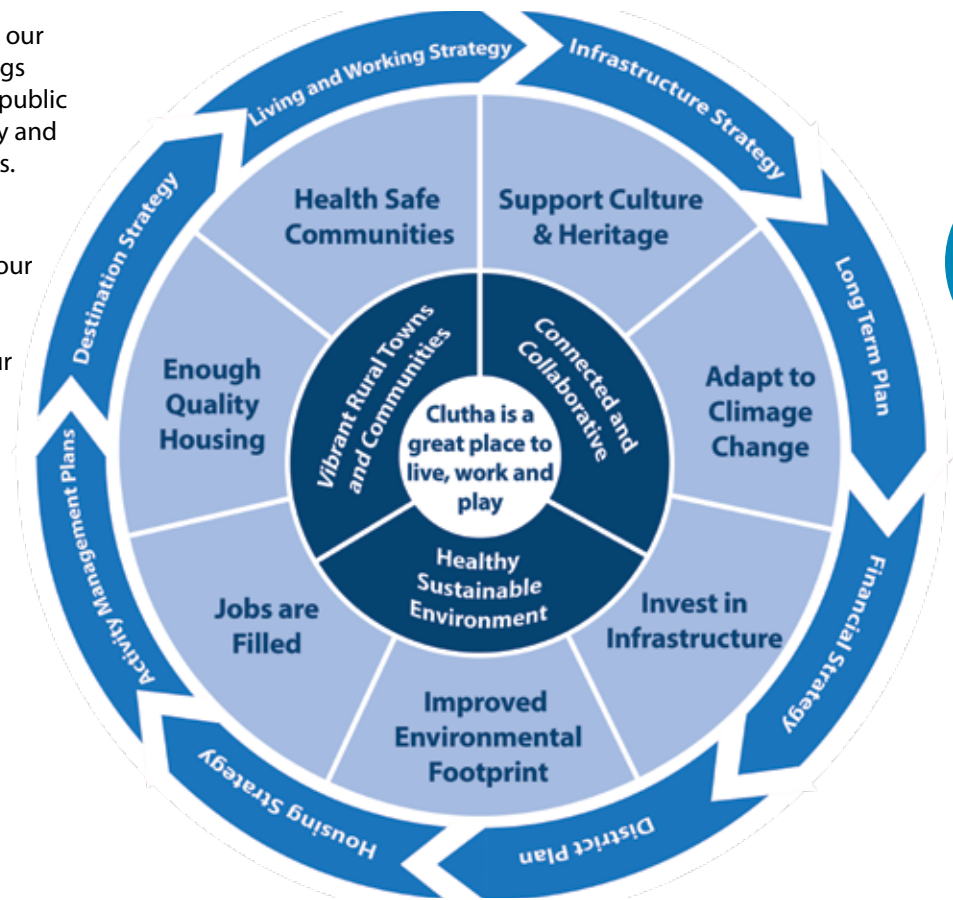 our
gs
public
y and
s.
our
ur
Living and Working Strategy
Infrastructure Strategy
Long Term Plan
Financial Strategy
District Plan
Housing Strategy
Activity Management Plans
Destination Strategy
Health Safe
Communities
Support Culture
& Heritage
Adapt to
Climage
Change
Invest in
Infrastructure
Improved
Environmental
Footprint
Jobs are
Filled
Enough
Quality
Housing
Vibrant Rural Towns
and Communities
Connected and
Collaborative
Healthy
Sustainable
Environment
Clutha is a
great place to
live, work and
play